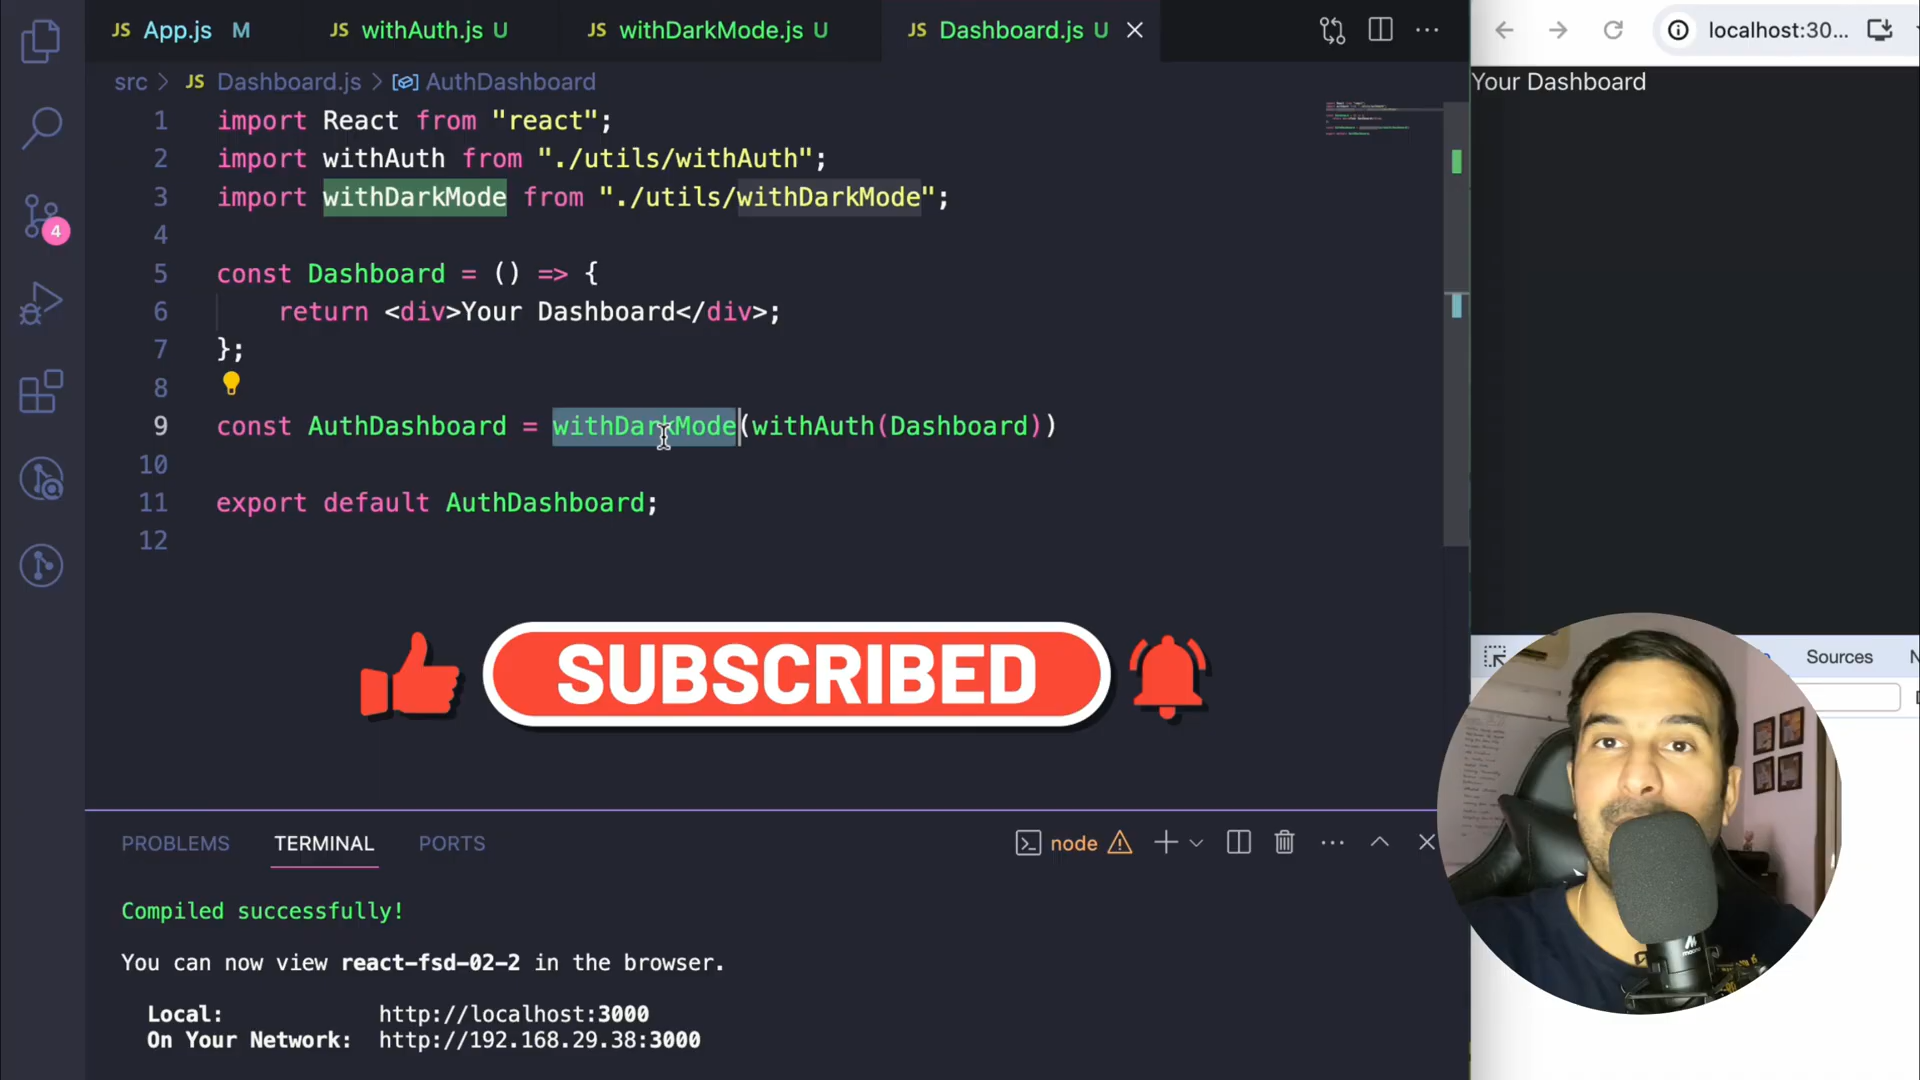 JS App.js M JS withAuth.js U JS withDarkMode.js U JS Dashboard.js U
localhost:30...
src > JS Dashboard.js > AuthDashboard
Your Dashboard
1 import React from "react";
2 import withAuth from "./utils/withAuth";
3 import withDarkMode from "./utils/withDarkMode";
4
5 const Dashboard = () => {
6 return <div>Your Dashboard</div>;
7 };
8
9 const AuthDashboard = withDarkMode(withAuth(Dashboard))
10
11 export default AuthDashboard;
12
4
SUBSCRIBED
Sources
PROBLEMS TERMINAL PORTS
node
Compiled successfully!
You can now view react-fsd-02-2 in the browser.
Local: http://localhost:3000
On Your Network: http://192.168.29.38:3000